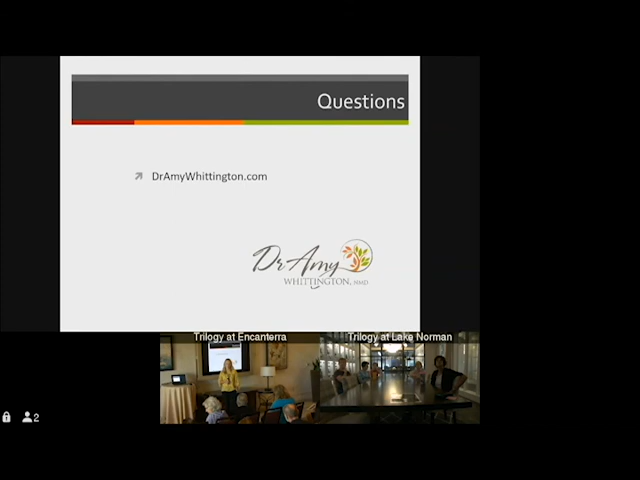 Questions
DrAmyWhittington.com
Dr Amy
WHITTINGTON, NMD
Trilogy at Encanterra
Trilogy at Lake Norman
2